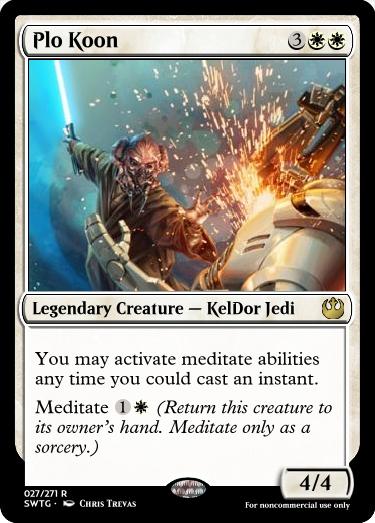 Plo Koon 3
Legendary Creature — KelDor Jedi
You may activate meditate abilities
any time you could cast an instant.
Meditate 1 (Return this creature to
its owner's hand. Meditate only as a
sorcery.)
4/4
027/271 R
SWTG · Chris Trevas
For noncommercial use only